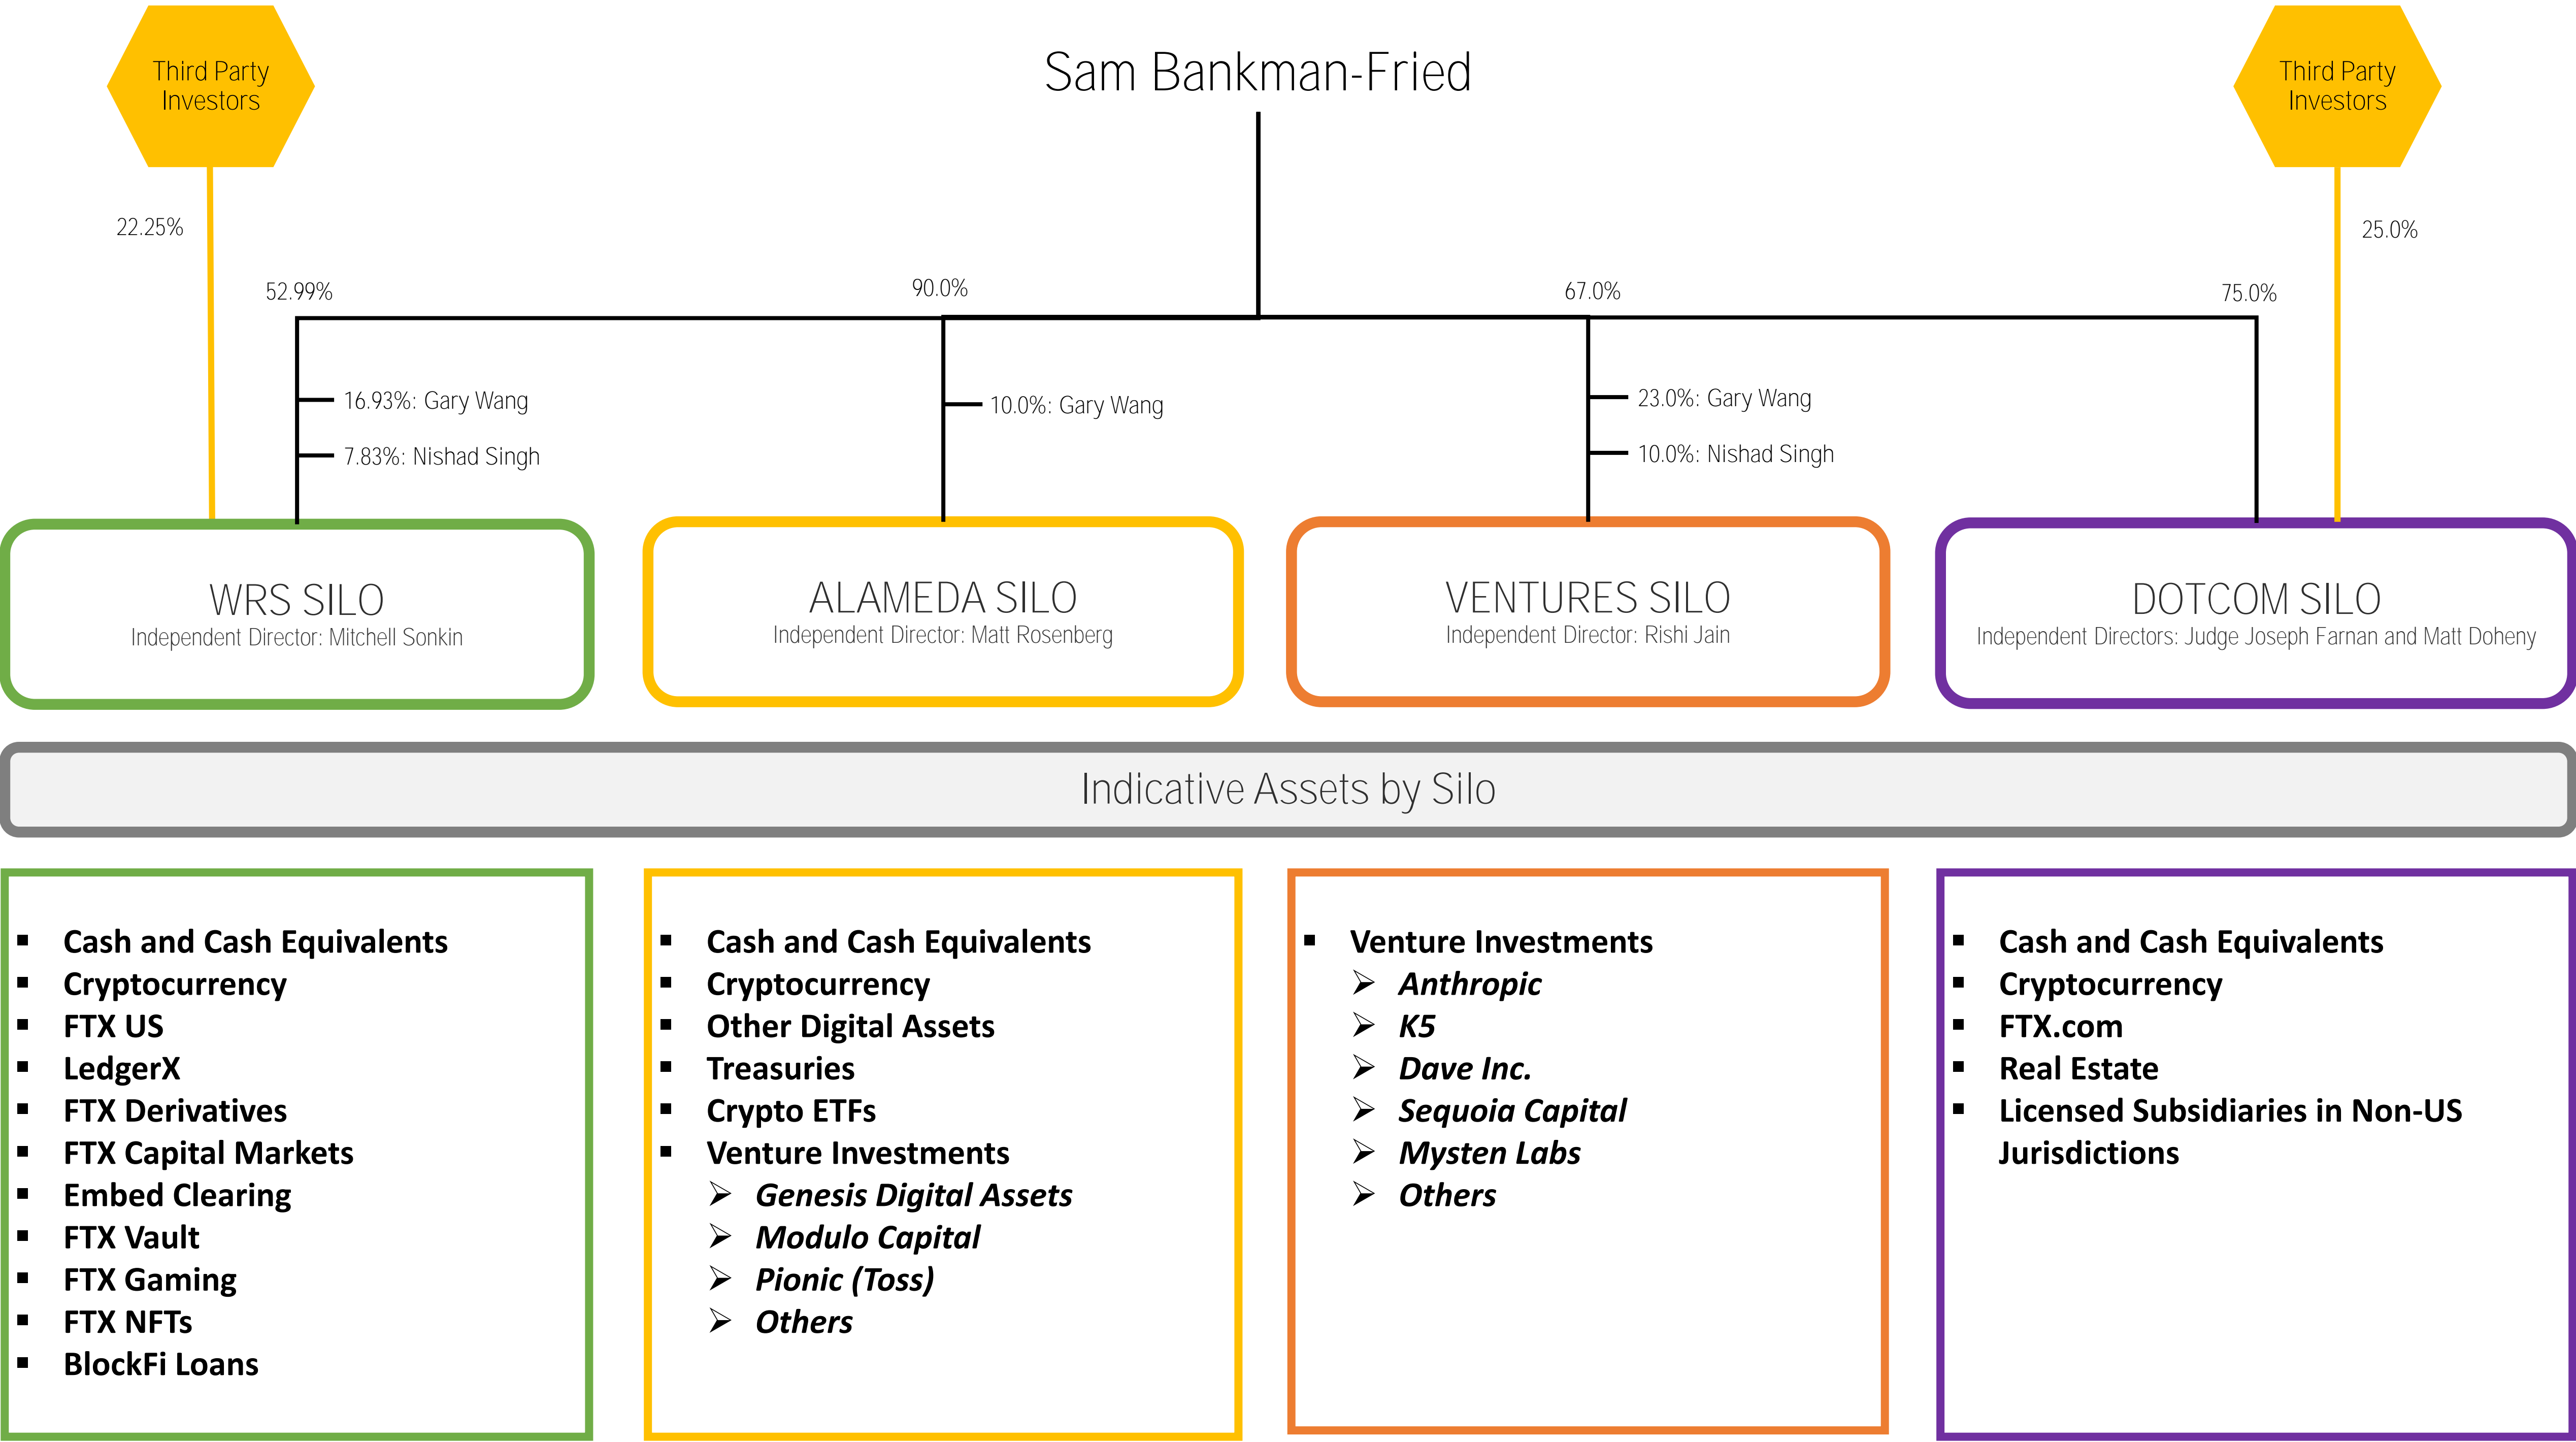 Third Party
Investors
Sam Bankman-Fried
Third Party
Investors
22.25%
25.0%
52.99%
90.0%
67.0%
75.0%
16.93%: Gary Wang
7.83%: Nishad Singh
10.0%: Gary Wang
23.0%: Gary Wang
10.0%: Nishad Singh
WRS SILO
Independent Director: Mitchell Sonkin
ALAMEDA SILO
Independent Director: Matt Rosenberg
VENTURES SILO
Independent Director: Rishi Jain
DOTCOM SILO
Independent Directors: Judge Joseph Farnan and Matt Doheny
Indicative Assets by Silo
Cash and Cash Equivalents
Cryptocurrency
FTX US
LedgerX
FTX Derivatives
FTX Capital Markets
Embed Clearing
FTX Vault
FTX Gaming
FTX NFTs
BlockFi Loans
Cash and Cash Equivalents
Cryptocurrency
Other Digital Assets
Treasuries
Crypto ETFs
Venture Investments
Genesis Digital Assets
Modulo Capital
Pionic (Toss)
Others
Venture Investments
Anthropic
K5
Dave Inc.
Sequoia Capital
Mysten Labs
Others
Cash and Cash Equivalents
Cryptocurrency
FTX.com
Real Estate
Licensed Subsidiaries in Non-US
Jurisdictions